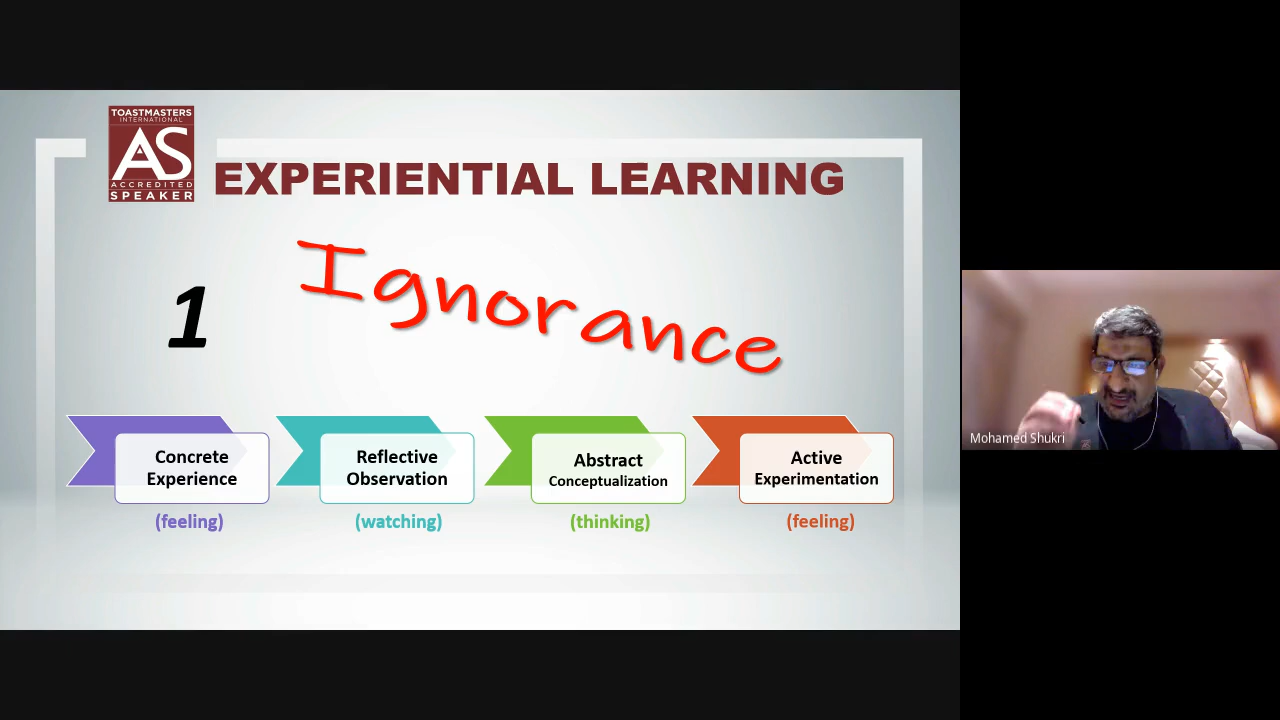 TOASTMASTERS
INTERNATIONAL
AS
ACCREDITED
SPEAKER
EXPERIENTIAL LEARNING
1
Ignorance
Concrete
Experience
(feeling)
Reflective
Observation
(watching)
Abstract
Conceptualization
(thinking)
Active
Experimentation
(feeling)
Mohamed Shukri